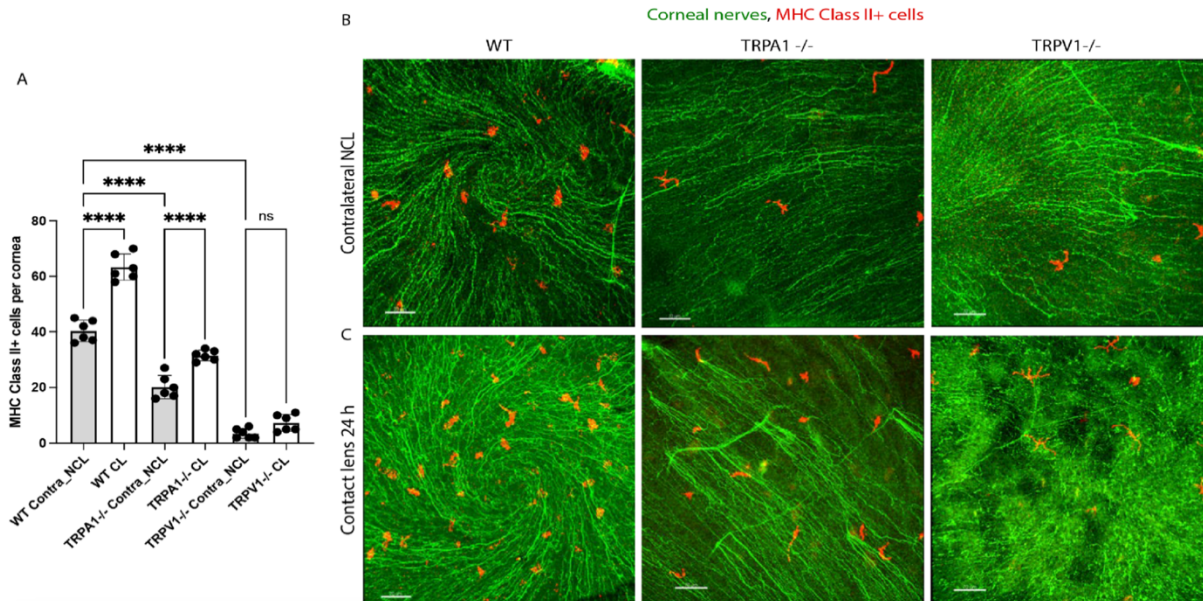 B
Corneal nerves, MHC Class II+ cells
WT
TRPA1 -/-
TRPV1-/-
A
Contralateral NCL
****
****
****
****
ns
MHC Class II+ cells per cornea
80
60
40
20
0
WT Contra_NCL
WT CL
TRPA1-/- Contra_NCL
TRPA1-/- CL
TRPV1-/- Contra_NCL
TRPV1-/- CL
C
Contact lens 24 h